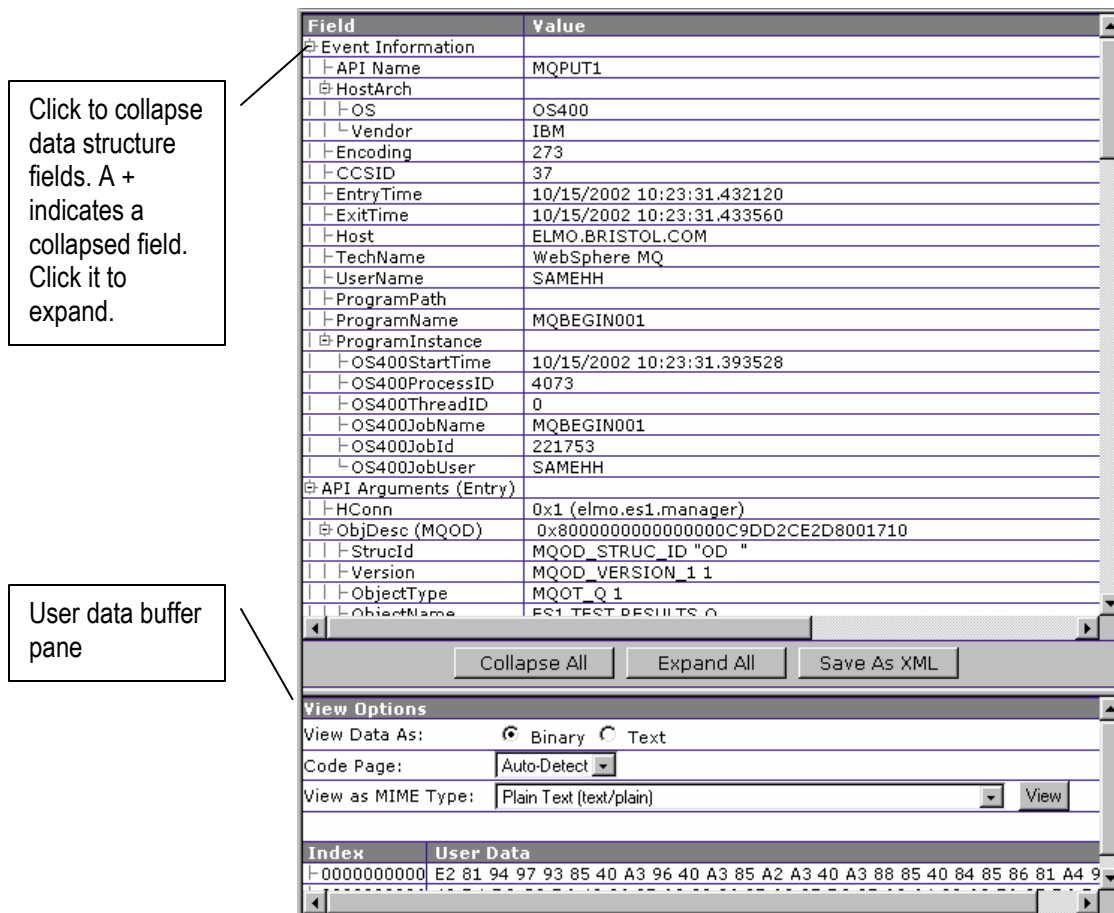 Field Value
Event Information
API Name MQPUT1
HostArch
OS OS400
Vendor IBM
Encoding 273
CCSID 37
EntryTime 10/15/2002 10:23:31.432120
ExitTime 10/15/2002 10:23:31.433560
Host ELMO.BRISTOL.COM
TechName WebSphere MQ
UserName SAMEHH
ProgramPath
ProgramName MQBEGIN001
ProgramInstance
OS400StartTime 10/15/2002 10:23:31.393528
OS400ProcessID 4073
OS400ThreadID 0
OS400JobName MQBEGIN001
OS400JobId 221753
OS400JobUser SAMEHH
API Arguments (Entry)
HConn 0x1 (elmo.es1.manager)
ObjDesc (MQOD) 0x8000000000000000C9DD2CE2D8001710
StrucId MQOD_STRUC_ID "OD  "
Version MQOD_VERSION_1 1
ObjectType MQOT_Q 1
ObjectName ES1.TEST.RESULTS.Q
Collapse All Expand All Save As XML
View Options
View Data As: Binary Text
Code Page: Auto-Detect
View as MIME Type: Plain Text (text/plain) View
Index User Data
0000000000 E2 81 94 97 93 85 40 A3 96 40 A3 85 A2 A3 40 A3 88 85 40 84 85 86 81 A4 9
Click to collapse
data structure
fields. A +
indicates a
collapsed field.
Click it to
expand.
User data buffer
pane